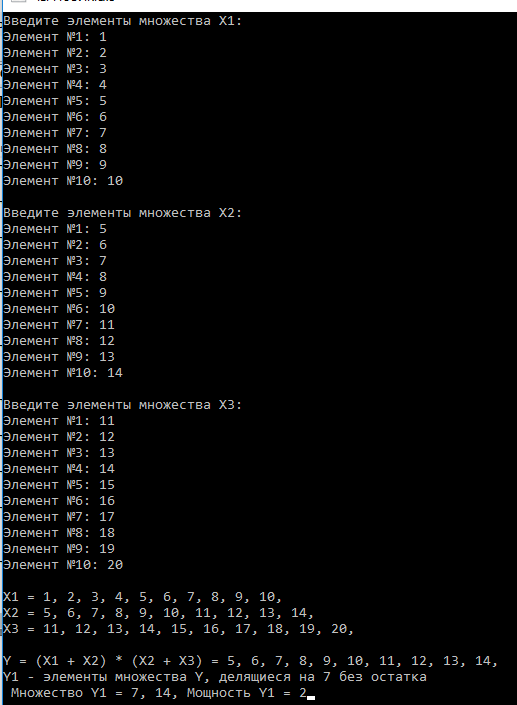 Введите элементы множества X1:
Элемент №1: 1
Элемент №2: 2
Элемент №3: 3
Элемент №4: 4
Элемент №5: 5
Элемент №6: 6
Элемент №7: 7
Элемент №8: 8
Элемент №9: 9
Элемент №10: 10
Введите элементы множества X2:
Элемент №1: 5
Элемент №2: 6
Элемент №3: 7
Элемент №4: 8
Элемент №5: 9
Элемент №6: 10
Элемент №7: 11
Элемент №8: 12
Элемент №9: 13
Элемент №10: 14
Введите элементы множества X3:
Элемент №1: 11
Элемент №2: 12
Элемент №3: 13
Элемент №4: 14
Элемент №5: 15
Элемент №6: 16
Элемент №7: 17
Элемент №8: 18
Элемент №9: 19
Элемент №10: 20
X1 = 1, 2, 3, 4, 5, 6, 7, 8, 9, 10,
X2 = 5, 6, 7, 8, 9, 10, 11, 12, 13, 14,
X3 = 11, 12, 13, 14, 15, 16, 17, 18, 19, 20,
Y = (X1 + X2) * (X2 + X3) = 5, 6, 7, 8, 9, 10, 11, 12, 13, 14,
Y1 - элементы множества Y, делящиеся на 7 без остатка
Множество Y1 = 7, 14, Мощность Y1 = 2